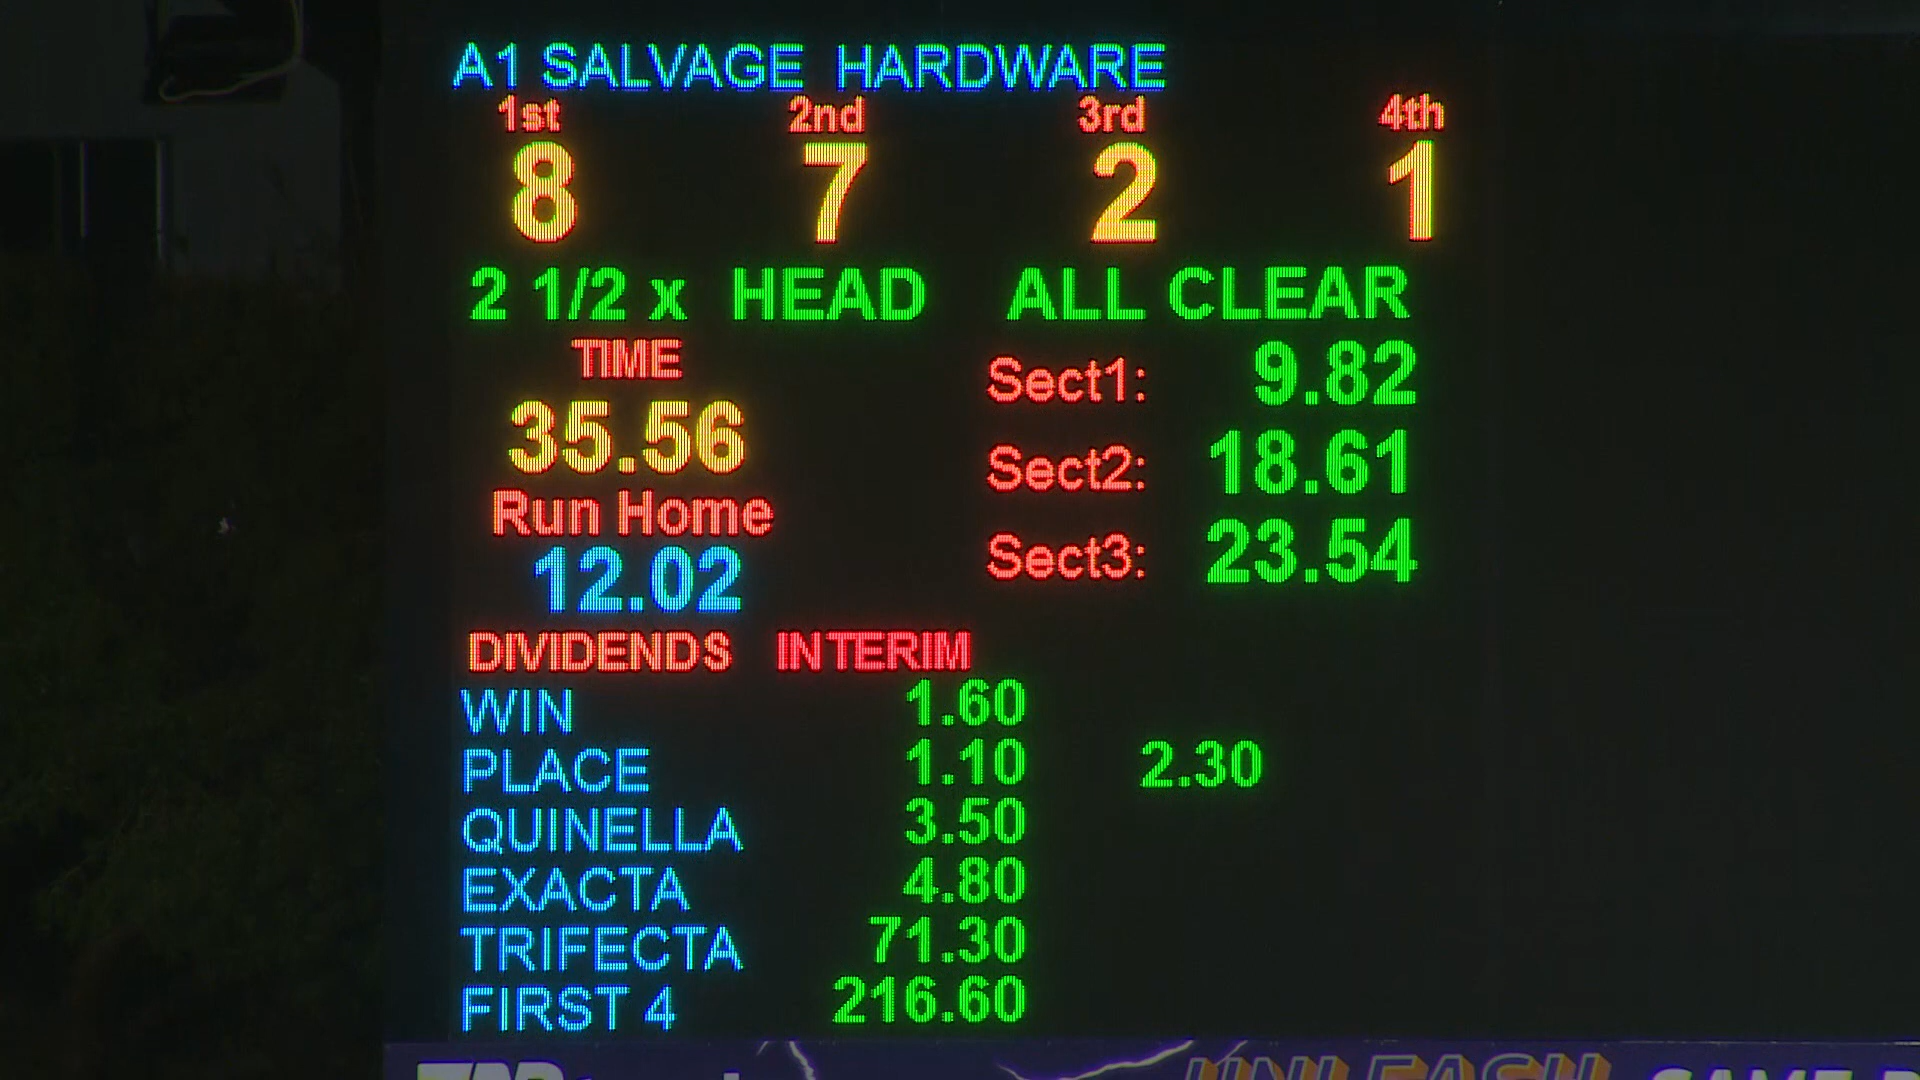 A1 SALVAGE HARDWARE
1st 2nd 3rd 4th
8 7 2 1
2 1/2 x HEAD ALL CLEAR
TIME
35.56
Run Home
12.02
Sect1: 9.82
Sect2: 18.61
Sect3: 23.54
DIVIDENDS INTERIM
WIN 1.60
PLACE 1.10 2.30
QUINELLA 3.50
EXACTA 4.80
TRIFECTA 71.30
FIRST 4 216.60
UNLEASH